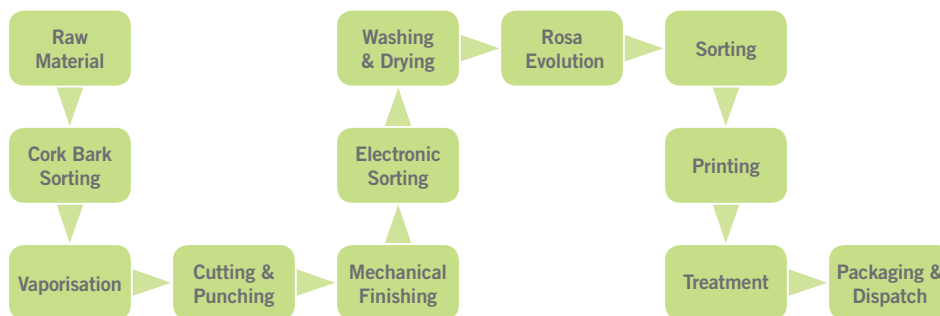 Raw
Material
Cork Bark
Sorting
Vaporisation
Cutting &
Punching
Mechanical
Finishing
Electronic
Sorting
Washing
& Drying
Rosa
Evolution
Sorting
Printing
Treatment
Packaging &
Dispatch